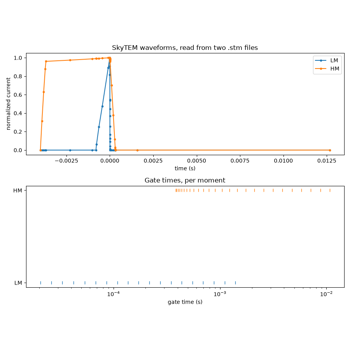 SkyTEM waveforms, read from two .stm files
1.0
0.8
0.6
0.4
0.2
0.0
normalized current
LM
HM
−0.0025 0.0000 0.0025 0.0050 0.0075 0.0100 0.0125
time (s)
Gate times, per moment
HM
LM
10⁻⁴ 10⁻³ 10⁻²
gate time (s)